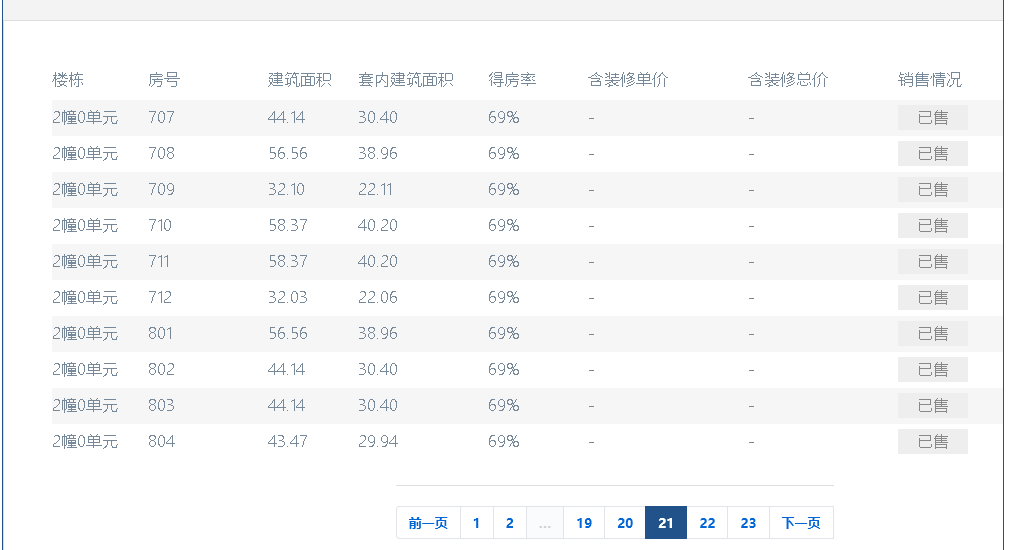 楼栋 房号 建筑面积 套内建筑面积 得房率 含装修单价 含装修总价 销售情况
2幢0单元 707 44.14 30.40 69% - - 已售
2幢0单元 708 56.56 38.96 69% - - 已售
2幢0单元 709 32.10 22.11 69% - - 已售
2幢0单元 710 58.37 40.20 69% - - 已售
2幢0单元 711 58.37 40.20 69% - - 已售
2幢0单元 712 32.03 22.06 69% - - 已售
2幢0单元 801 56.56 38.96 69% - - 已售
2幢0单元 802 44.14 30.40 69% - - 已售
2幢0单元 803 44.14 30.40 69% - - 已售
2幢0单元 804 43.47 29.94 69% - - 已售
前一页 1 2 ... 19 20 21 22 23 下一页